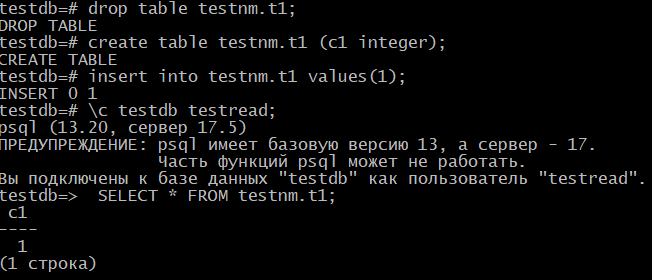 testdb=# drop table testnm.t1;
DROP TABLE
testdb=# create table testnm.t1 (c1 integer);
CREATE TABLE
testdb=# insert into testnm.t1 values(1);
INSERT 0 1
testdb=# \c testdb testread;
psql (13.20, сервер 17.5)
ПРЕДУПРЕЖДЕНИЕ: psql имеет базовую версию 13, а сервер - 17.
                Часть функций psql может не работать.
Вы подключены к базе данных "testdb" как пользователь "testread".
testdb=>  SELECT * FROM testnm.t1;
 c1
----
  1
(1 строка)